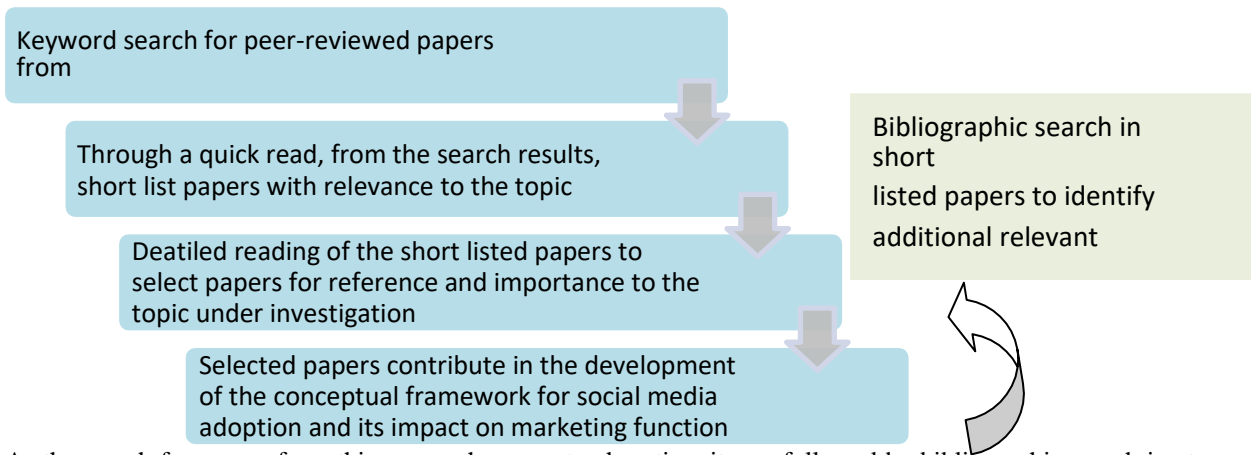 Keyword search for peer-reviewed papers
from
Through a quick read, from the search results,
short list papers with relevance to the topic
Deatiled reading of the short listed papers to
select papers for reference and importance to the
topic under investigation
Selected papers contribute in the development
of the conceptual framework for social media
adoption and its impact on marketing function
Bibliographic search in
short
listed papers to identify
additional relevant